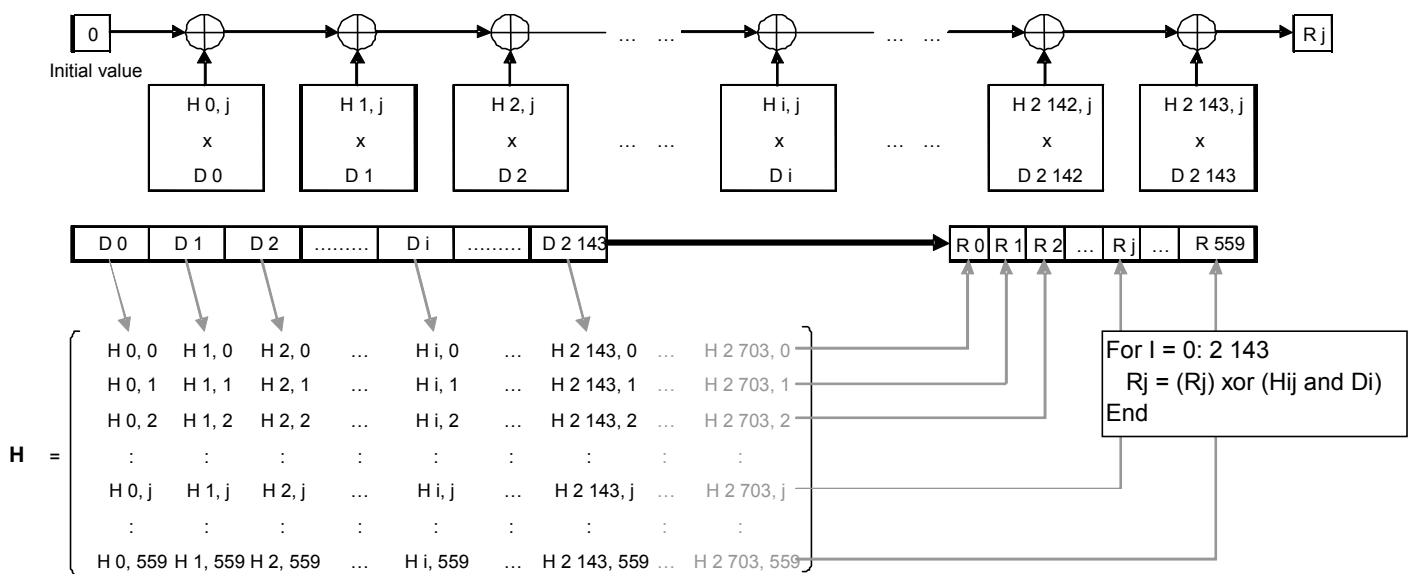 0 … … … … R j
Initial value
H 0, j H 1, j H 2, j H i, j H 2 142, j H 2 143, j
x x x … … x … … x x
D 0 D 1 D 2 D i D 2 142 D 2 143
D 0 D 1 D 2 ……… D i ……… D 2 143 R 0 R 1 R 2 … R j … R 559
H 0, 0 H 1, 0 H 2, 0 … H i, 0 … H 2 143, 0 … H 2 703, 0
H 0, 1 H 1, 1 H 2, 1 … H i, 1 … H 2 143, 1 … H 2 703, 1
H 0, 2 H 1, 2 H 2, 2 … H i, 2 … H 2 143, 2 … H 2 703, 2
H = : : : : : : : :
H 0, j H 1, j H 2, j … H i, j … H 2 143, j … H 2 703, j
: : : : : : : :
H 0, 559 H 1, 559 H 2, 559 … H i, 559 … H 2 143, 559 … H 2 703, 559
For I = 0: 2 143
Rj = (Rj) xor (Hij and Di)
End